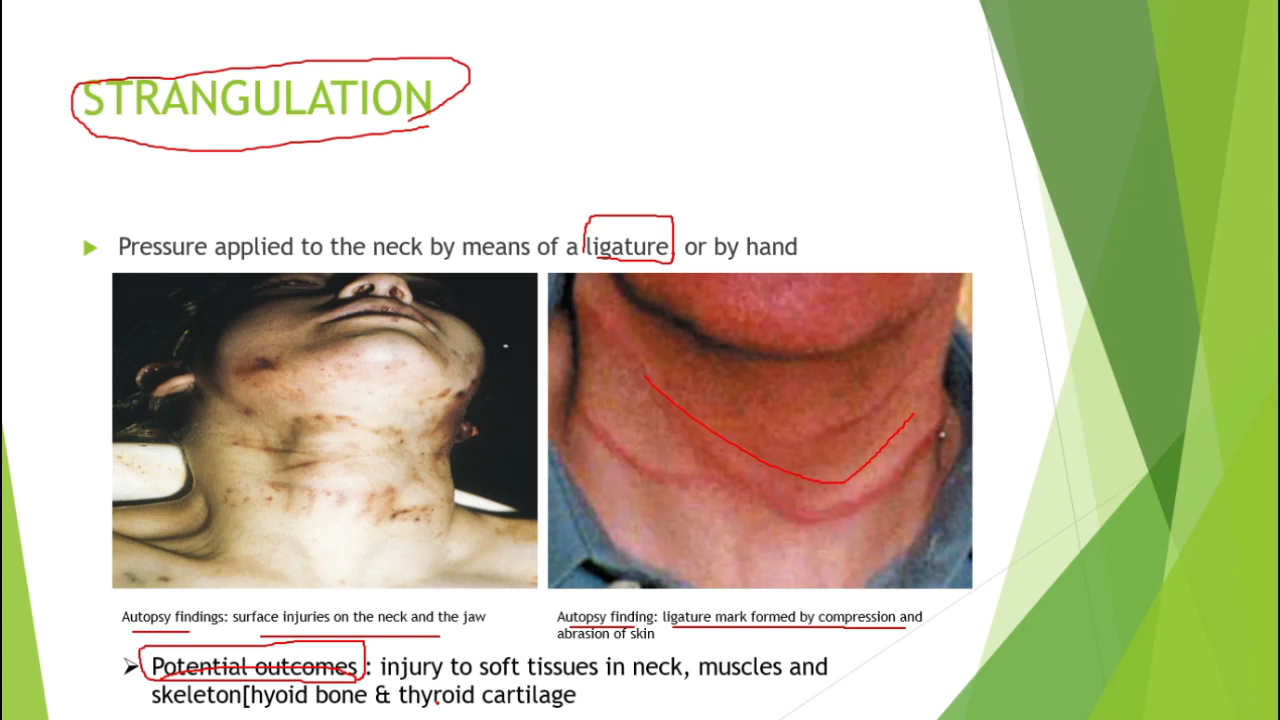 STRANGULATION
Pressure applied to the neck by means of a ligature or by hand
Autopsy findings: surface injuries on the neck and the jaw
Autopsy finding: ligature mark formed by compression and
abrasion of skin
Potential outcomes : injury to soft tissues in neck, muscles and
skeleton[hyoid bone & thyroid cartilage